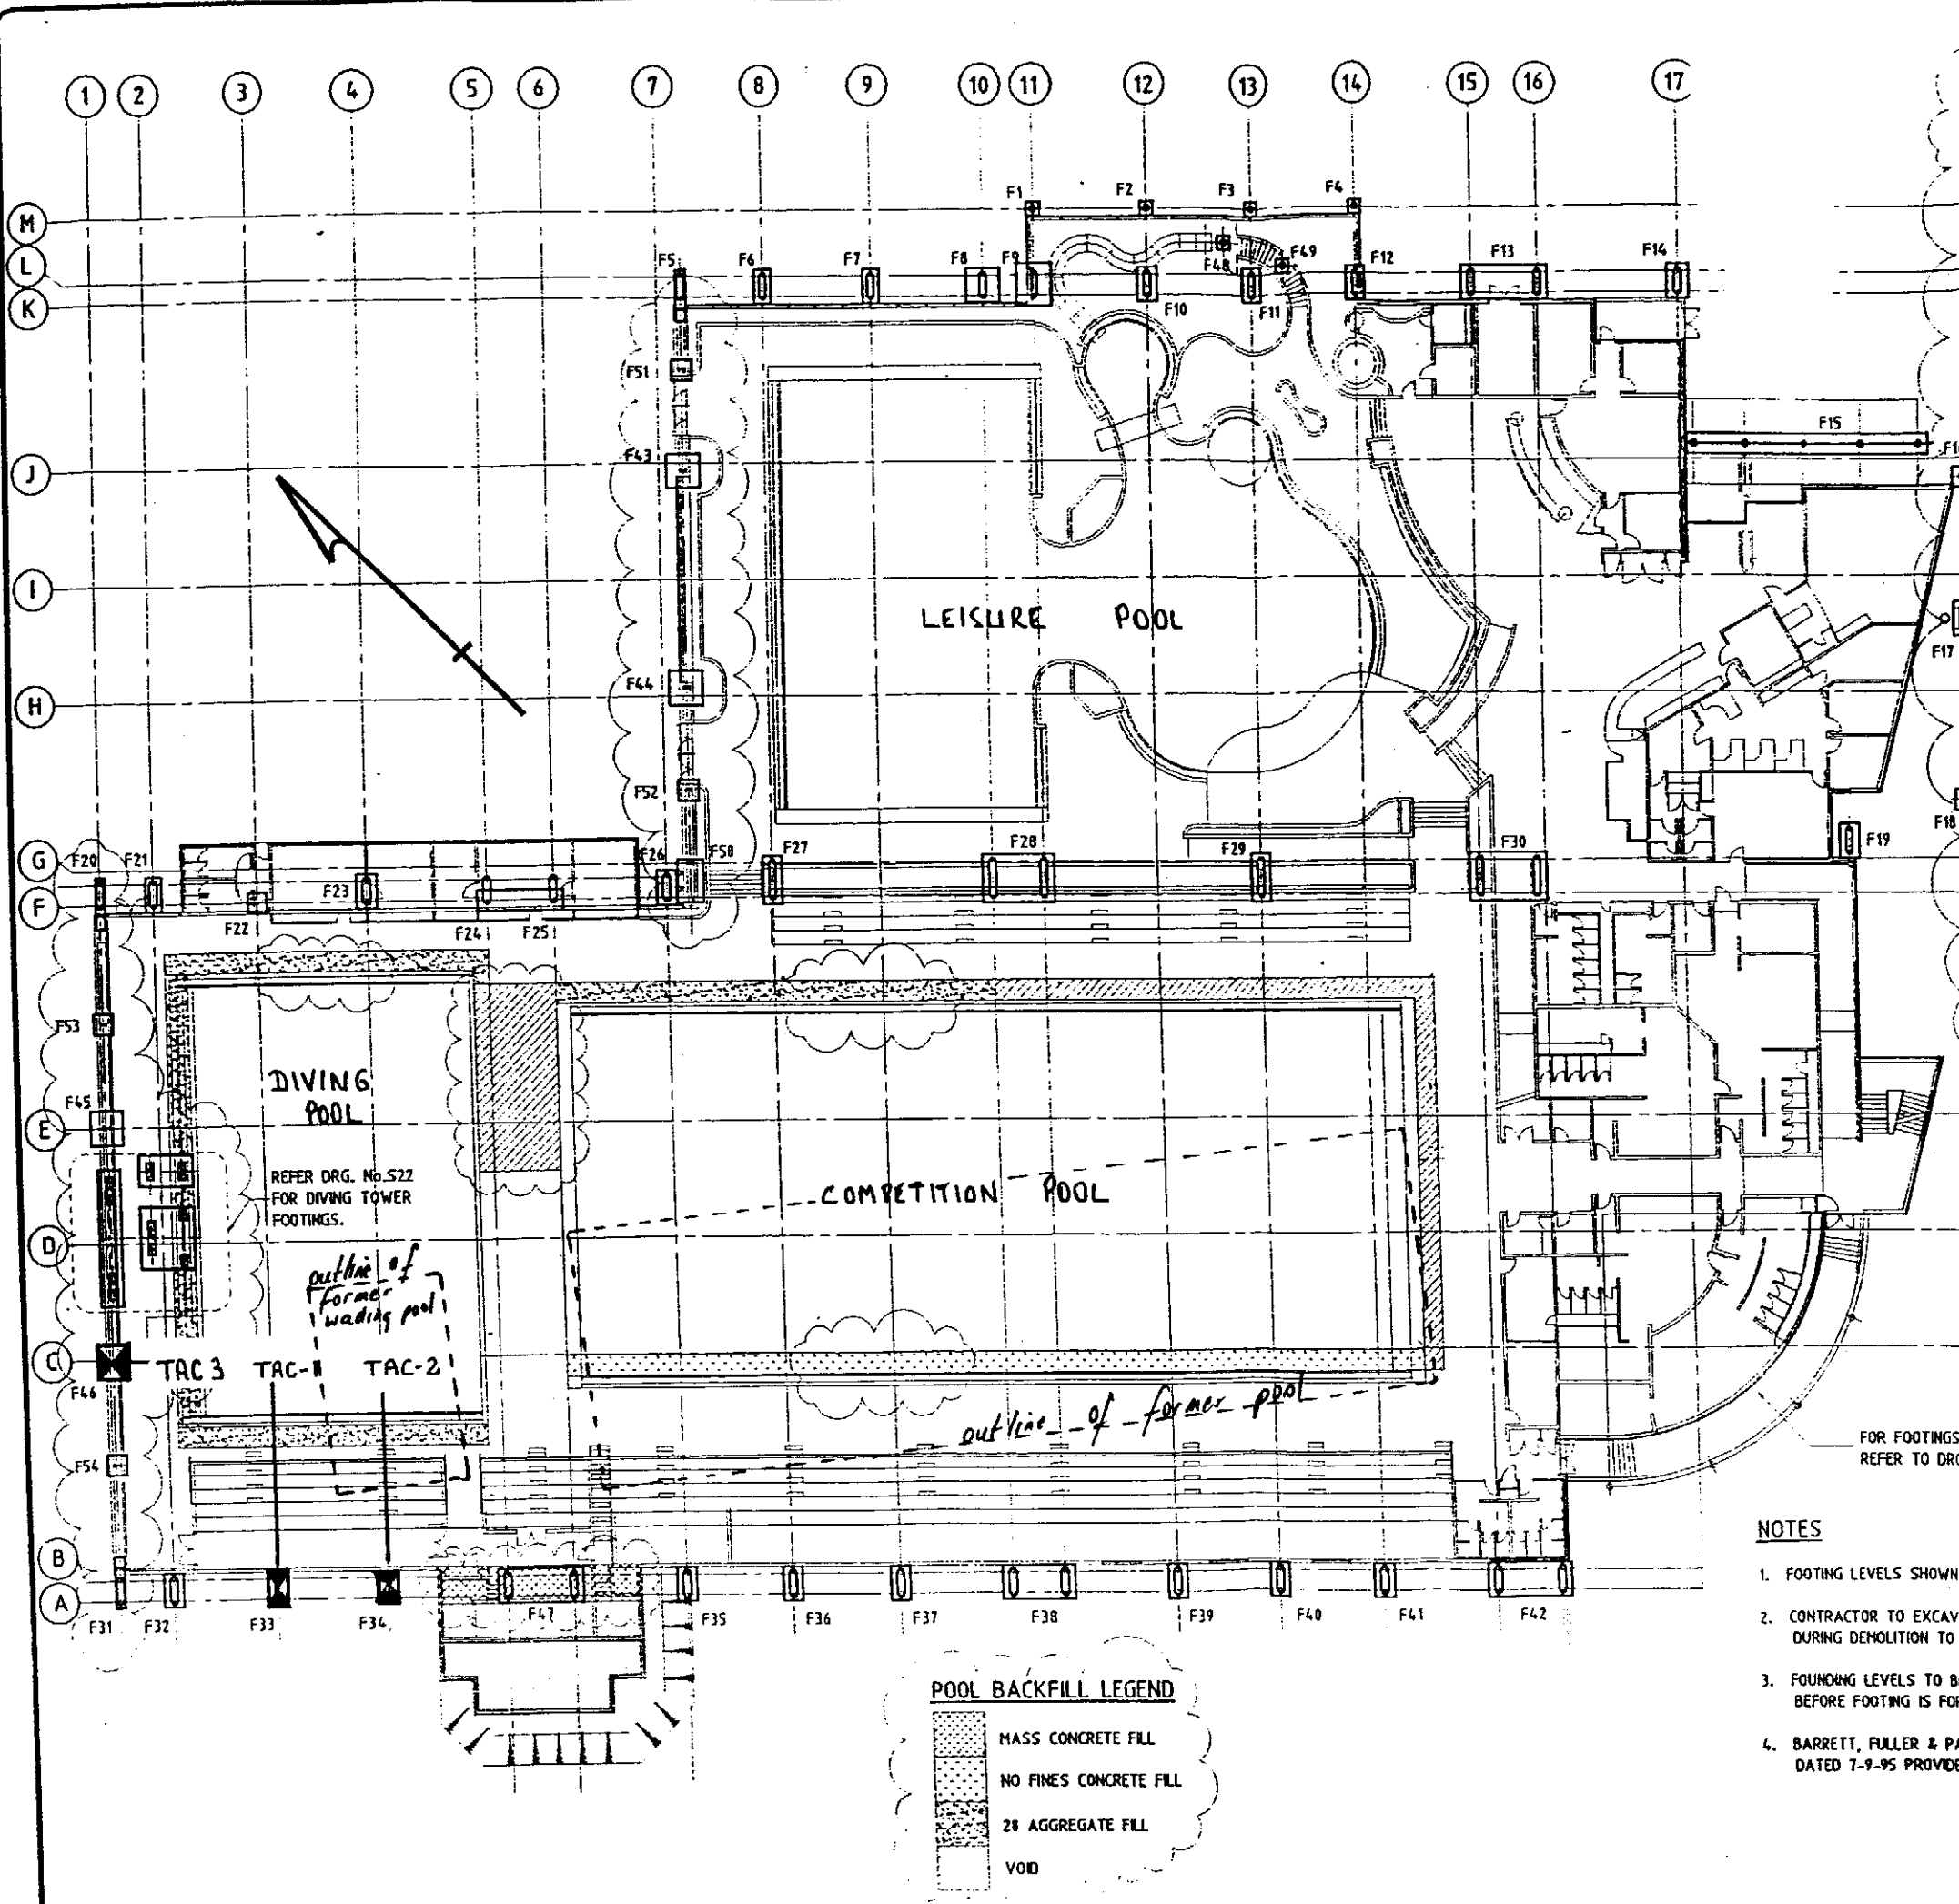 1 2 3 4 5 6 7 8 9 10 11 12 13 14 15 16 17
F1 F2 F3 F4
M
L
K
F5 F6 F7 F8 F9 F48 F49 F12 F13 F14
F10 F11
F51
F15
F43
J
I
LEISURE POOL
F17
F44
H
F52
F18
G
F20 F21 F26 F58 F27 F28 F29 F30 F19
F23
F
F22 F24 F25
F53
DIVING
POOL
F45
E
REFER DRG. No.S22
FOR DIVING TOWER
FOOTINGS.
COMPETITION POOL
D
outline of
former
wading pool
C
TAC 3 TAC-1 TAC-2
F46
outline of former pool
F54
FOR FOOTINGS
REFER TO DR
B
A
F31 F32 F33 F34 F47 F35 F36 F37 F38 F39 F40 F41 F42
NOTES
1. FOOTING LEVELS SHOWN
2. CONTRACTOR TO EXCAV
DURING DEMOLITION TO
3. FOUNDING LEVELS TO B
BEFORE FOOTING IS FO
4. BARRETT, FULLER & PA
DATED 7-9-95 PROVIDE
POOL BACKFILL LEGEND
MASS CONCRETE FILL
NO FINES CONCRETE FILL
20 AGGREGATE FILL
VOID